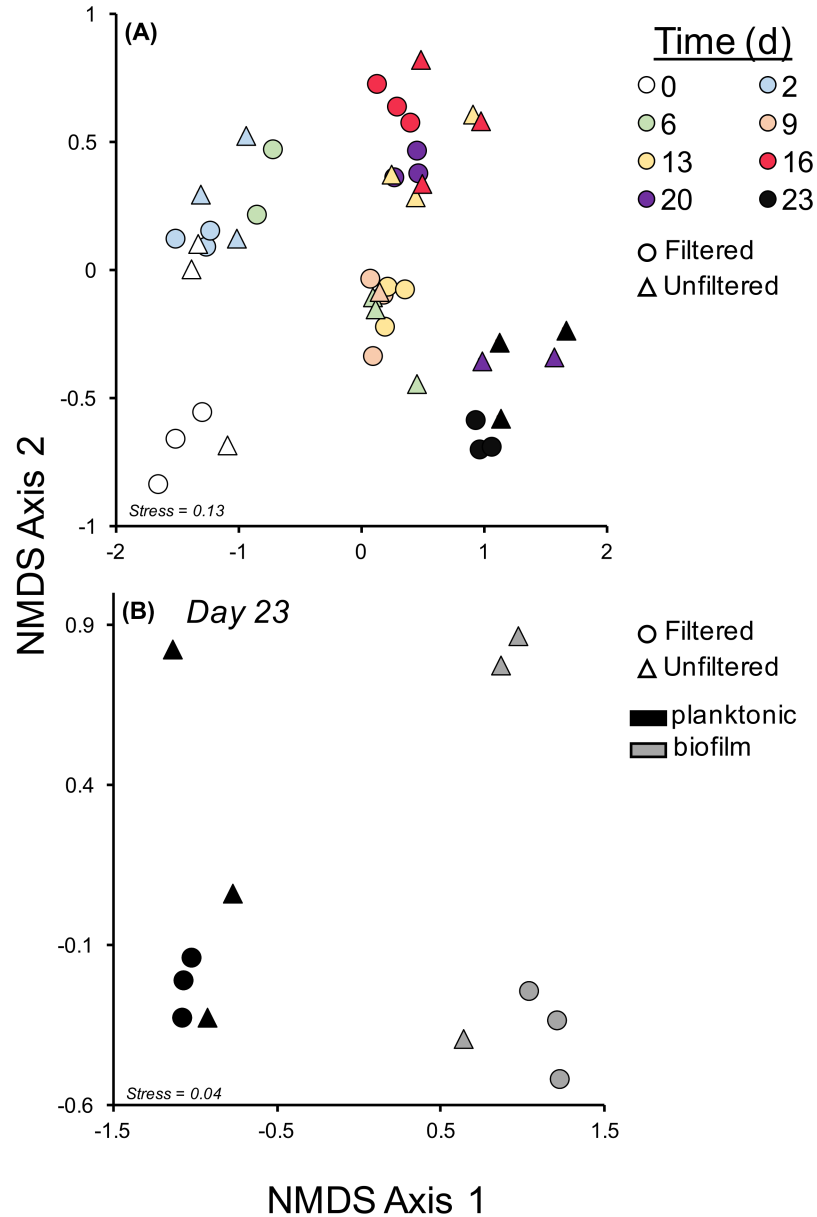 (A)
Time (d)
0 2
6 9
13 16
20 23
Filtered
Unfiltered
1
0.5
0
-0.5
-1
Stress = 0.13
-2 -1 0 1 2
NMDS Axis 2
(B) Day 23
Filtered
Unfiltered
planktonic
biofilm
0.9
0.4
-0.1
-0.6
Stress = 0.04
-1.5 -0.5 0.5 1.5
NMDS Axis 1